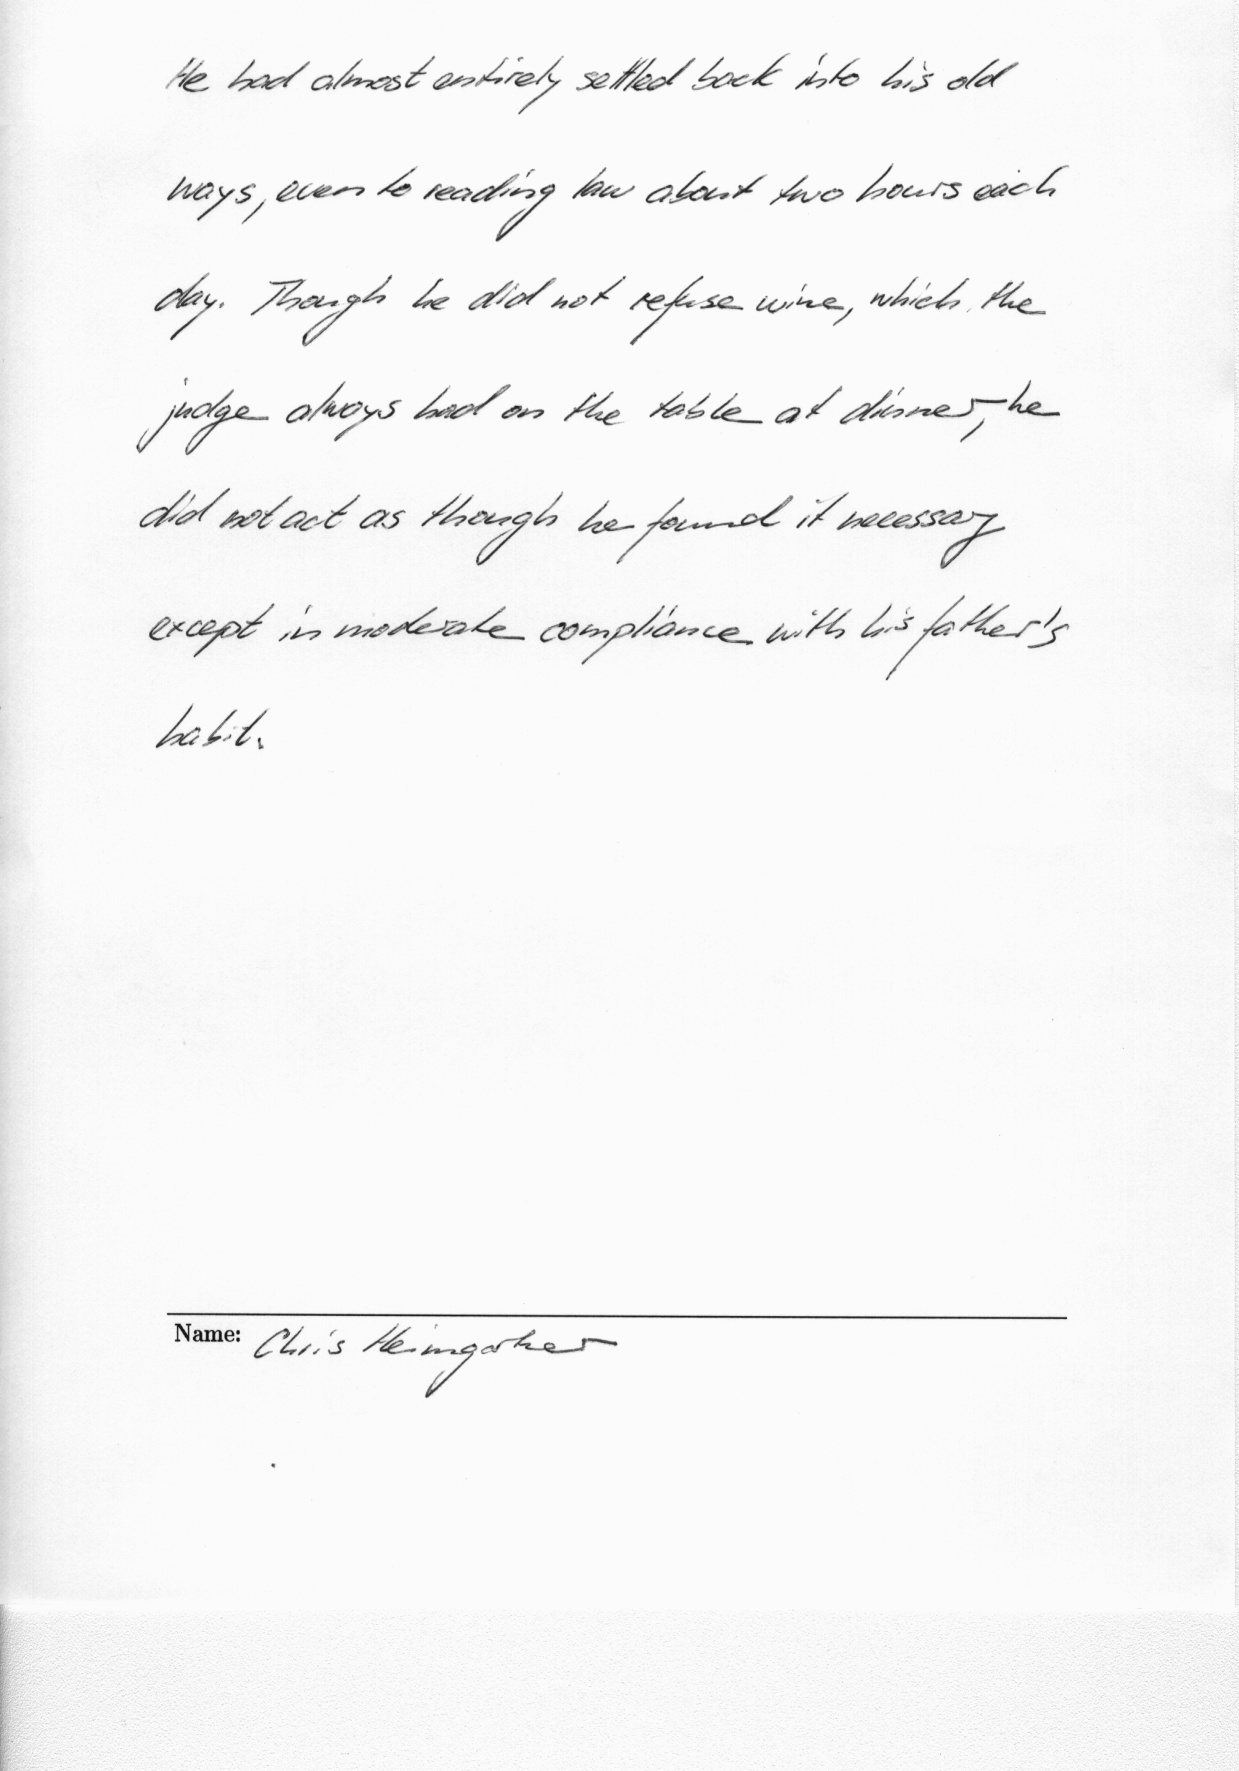 He had almost entirely settled back into his old
ways, even to reading law about two hours each
day. Though he did not refuse wine, which the
judge always had on the table at dinner, he
did not act as though he found it necessary
except in moderate compliance with his father's
habit.
Name: Chris Heimgartner